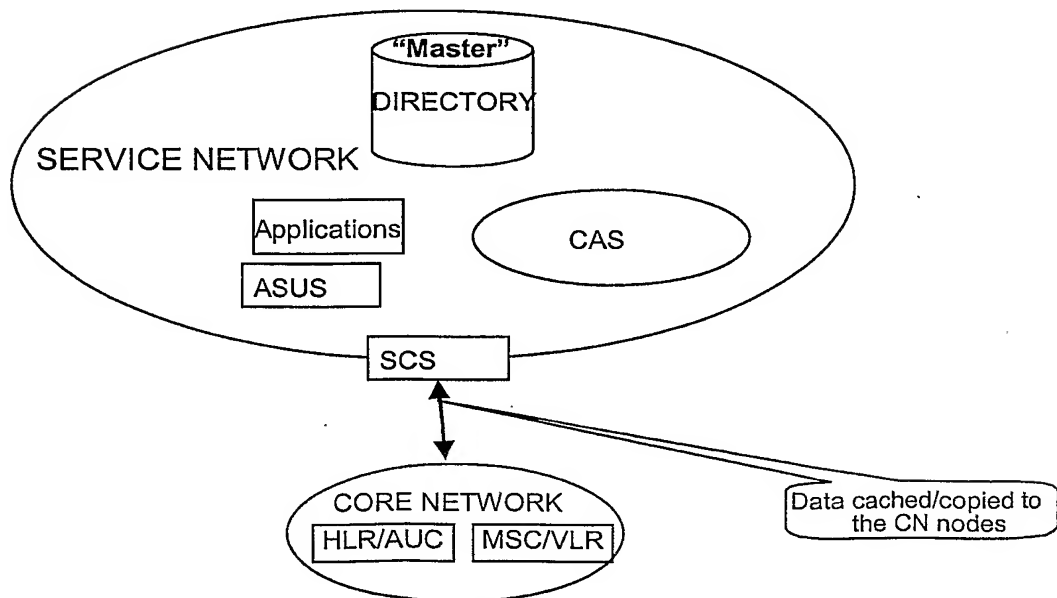 "Master"
DIRECTORY
SERVICE NETWORK
Applications
CAS
ASUS
SCS
CORE NETWORK
HLR/AUC
MSC/VLR
Data cached/copied to
the CN nodes